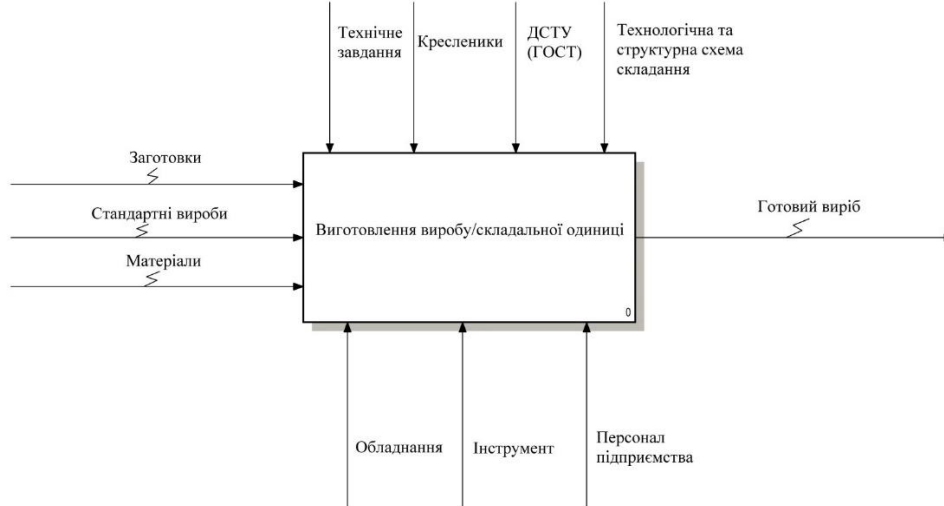 Технічне
завдання
Кресленики
ДСТУ
(ГОСТ)
Технологічна та
структурна схема
складання
Заготовки
Стандартні вироби
Матеріали
Виготовлення виробу/складальної одиниці
0
Готовий виріб
Обладнання
Інструмент
Персонал
підприємства